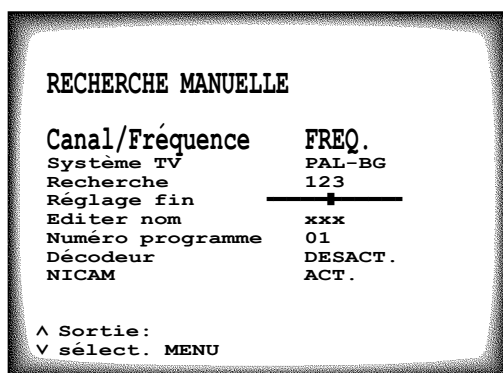 RECHERCHE MANUELLE
Canal/Fréquence FREQ.
Système TV PAL-BG
Recherche 123
Réglage fin
Editer nom xxx
Numéro programme 01
Décodeur DESACT.
NICAM ACT.
∧ Sortie:
∨ sélect. MENU